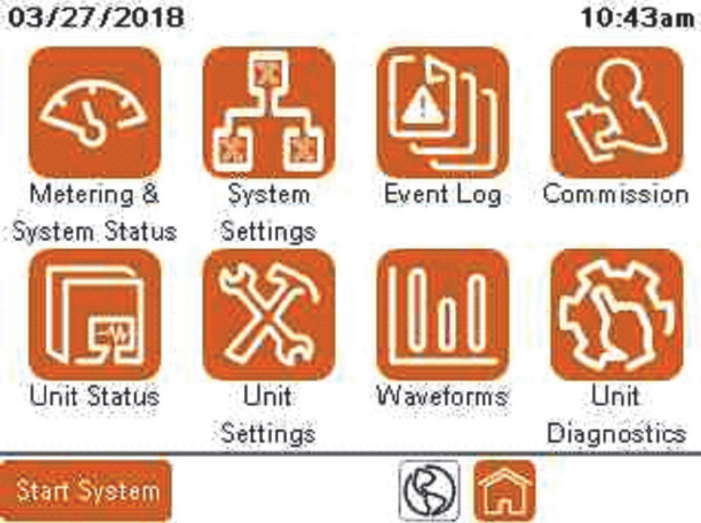 03/27/2018 10:43am
Metering & System Event Log Commission
System Status Settings
Unit Status Unit Waveforms Unit
Settings Diagnostics
Start System